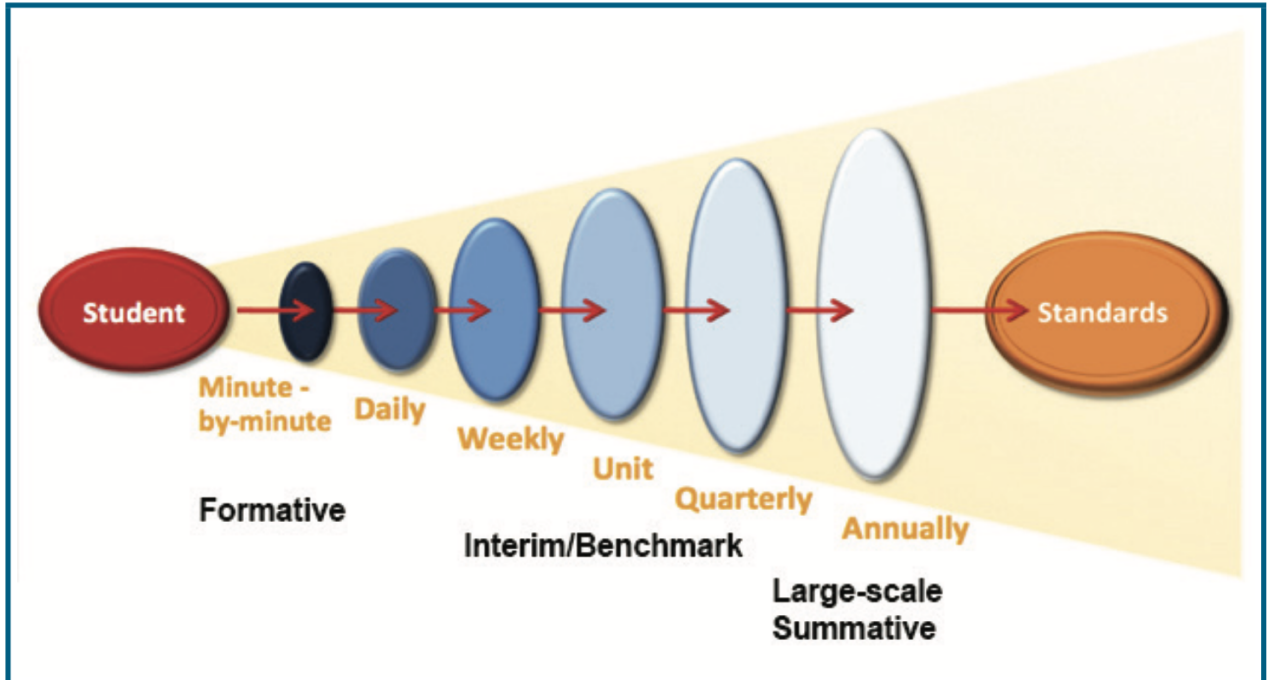 Student
Standards
Minute -
by-minute
Daily
Weekly
Unit
Quarterly
Annually
Formative
Interim/Benchmark
Large-scale
Summative